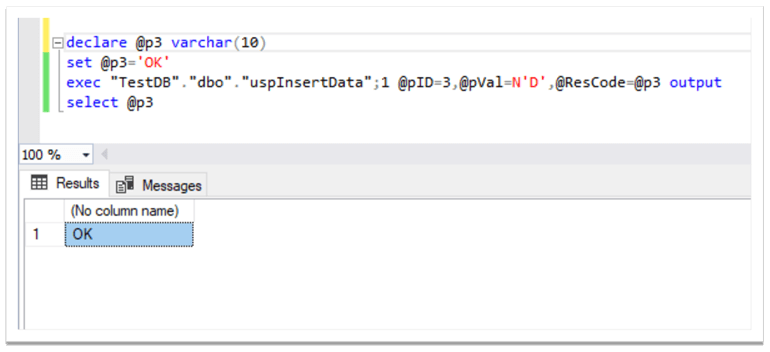 declare @p3 varchar(10)
set @p3='OK'
exec "TestDB"."dbo"."uspInsertData";1 @pID=3,@pVal=N'D',@ResCode=@p3 output
select @p3
100 %
Results Messages
(No column name)
1 OK